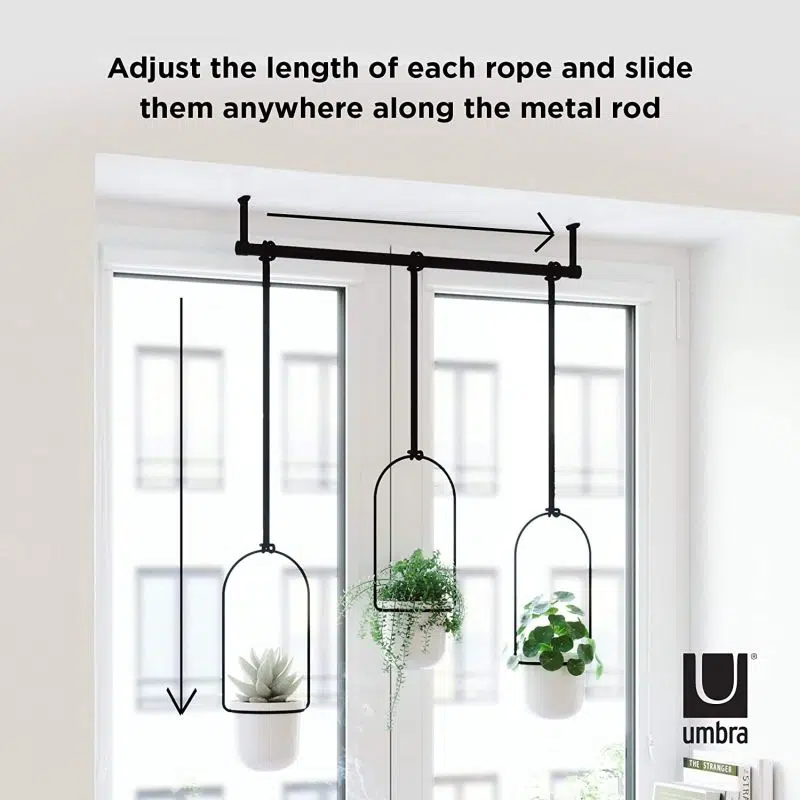 Adjust the length of each rope and slide
them anywhere along the metal rod
®
umbra
THE STRANGER